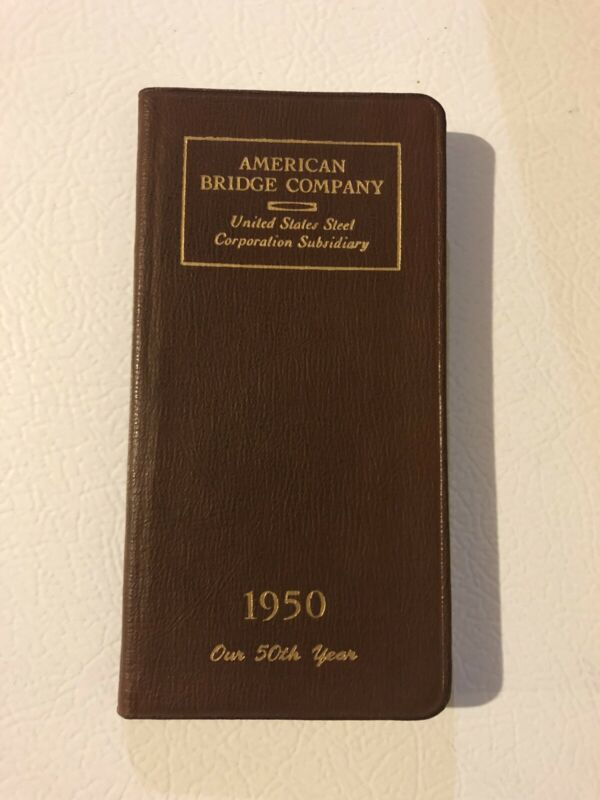 AMERICAN
BRIDGE COMPANY
United States Steel
Corporation Subsidiary
1950
Our 50th Year